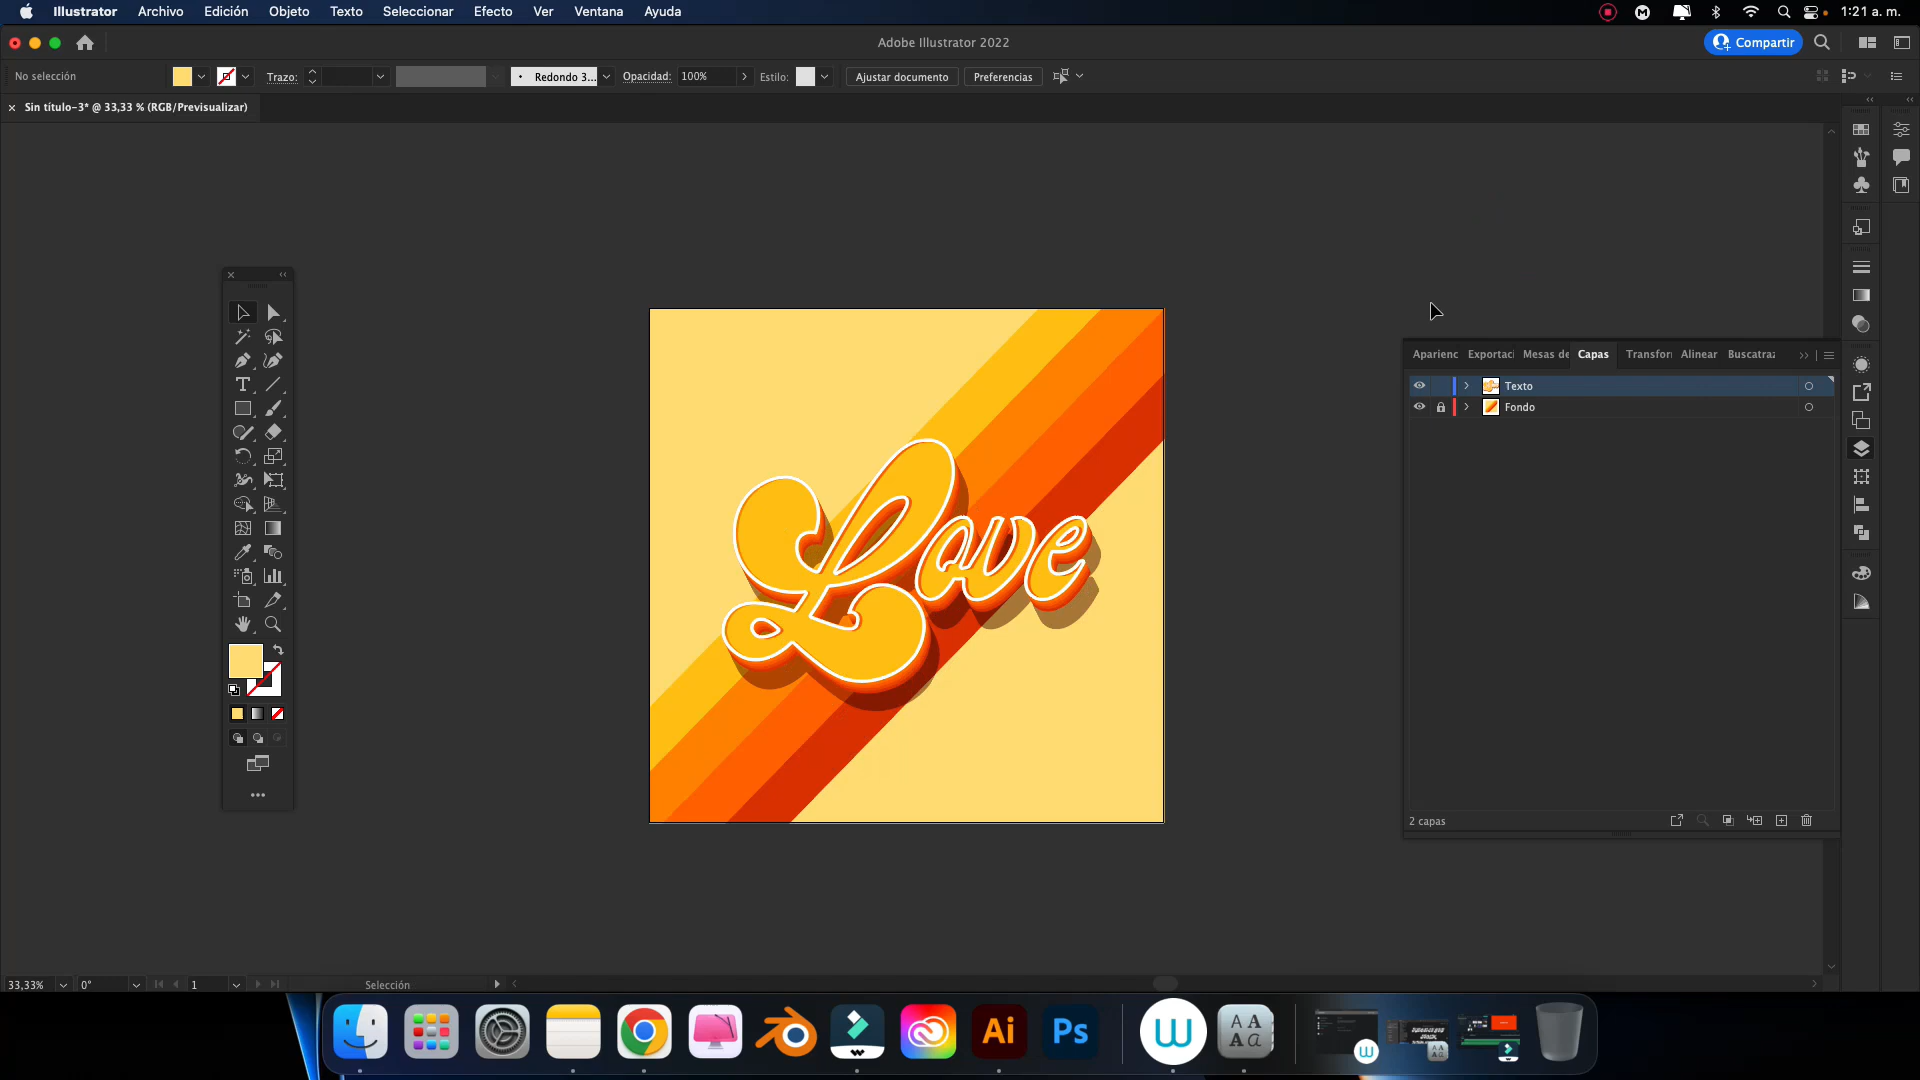 Illustrator Archivo Edición Objeto Texto Seleccionar Efecto Ver Ventana Ayuda 1:21 a. m.
Adobe Illustrator 2022
Compartir
No selección Trazo: Redondo 3... Opacidad: 100% Estilo: Ajustar documento Preferencias
Sin título-3* @ 33,33 % (RGB/Previsualizar)
Aparienc Exportaci Mesas de Capas Transfor Alinear Buscatraz
Texto
Fondo
Love
2 capas
33,33% 0° 1 Selección
Ai Ps